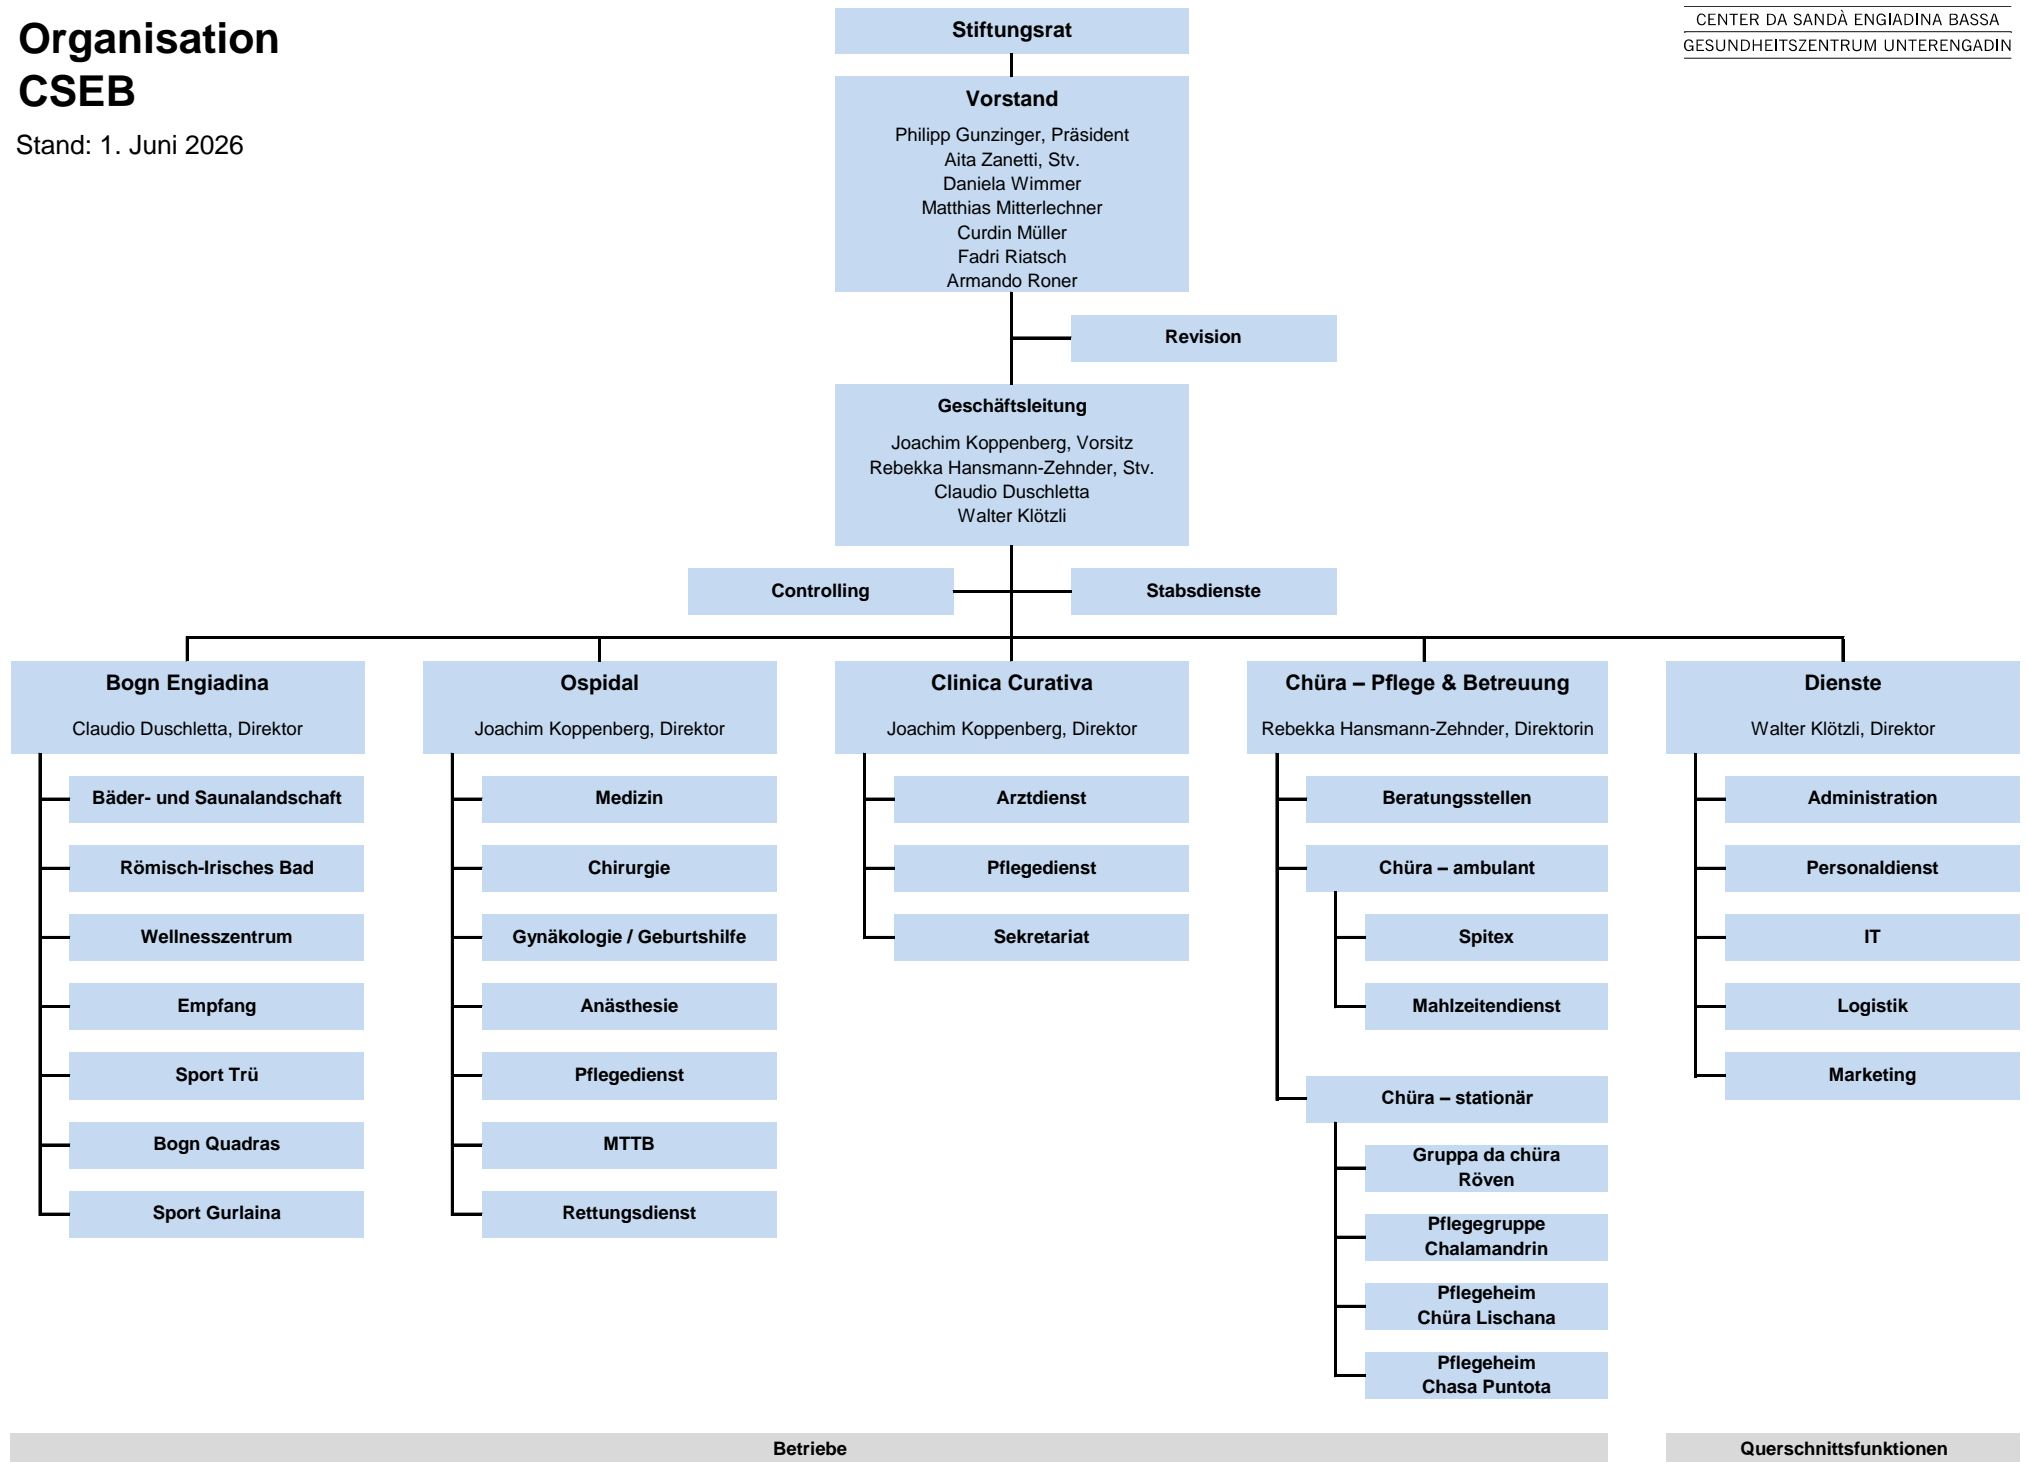 Organisation
CSEB
Stand: 1. Juni 2026
CENTER DA SANDÀ ENGIADINA BASSA
GESUNDHEITSZENTRUM UNTERENGADIN
Stiftungsrat
Vorstand
Philipp Gunzinger, Präsident
Aita Zanetti, Stv.
Daniela Wimmer
Matthias Mitterlechner
Curdin Müller
Fadri Riatsch
Armando Roner
Revision
Geschäftsleitung
Joachim Koppenberg, Vorsitz
Rebekka Hansmann-Zehnder, Stv.
Claudio Duschletta
Walter Klötzli
Controlling
Stabsdienste
Bogn Engiadina
Claudio Duschletta, Direktor
Bäder- und Saunalandschaft
Römisch-Irisches Bad
Wellnesszentrum
Empfang
Sport Trü
Bogn Quadras
Sport Gurlaina
Ospidal
Joachim Koppenberg, Direktor
Medizin
Chirurgie
Gynäkologie / Geburtshilfe
Anästhesie
Pflegedienst
MTTB
Rettungsdienst
Clinica Curativa
Joachim Koppenberg, Direktor
Arztdienst
Pflegedienst
Sekretariat
Chüra – Pflege & Betreuung
Rebekka Hansmann-Zehnder, Direktorin
Beratungsstellen
Chüra – ambulant
Spitex
Mahlzeitendienst
Chüra – stationär
Gruppa da chüra
Röven
Pflegegruppe
Chalamandrin
Pflegeheim
Chüra Lischana
Pflegeheim
Chasa Puntota
Dienste
Walter Klötzli, Direktor
Administration
Personaldienst
IT
Logistik
Marketing
Betriebe
Querschnittsfunktionen